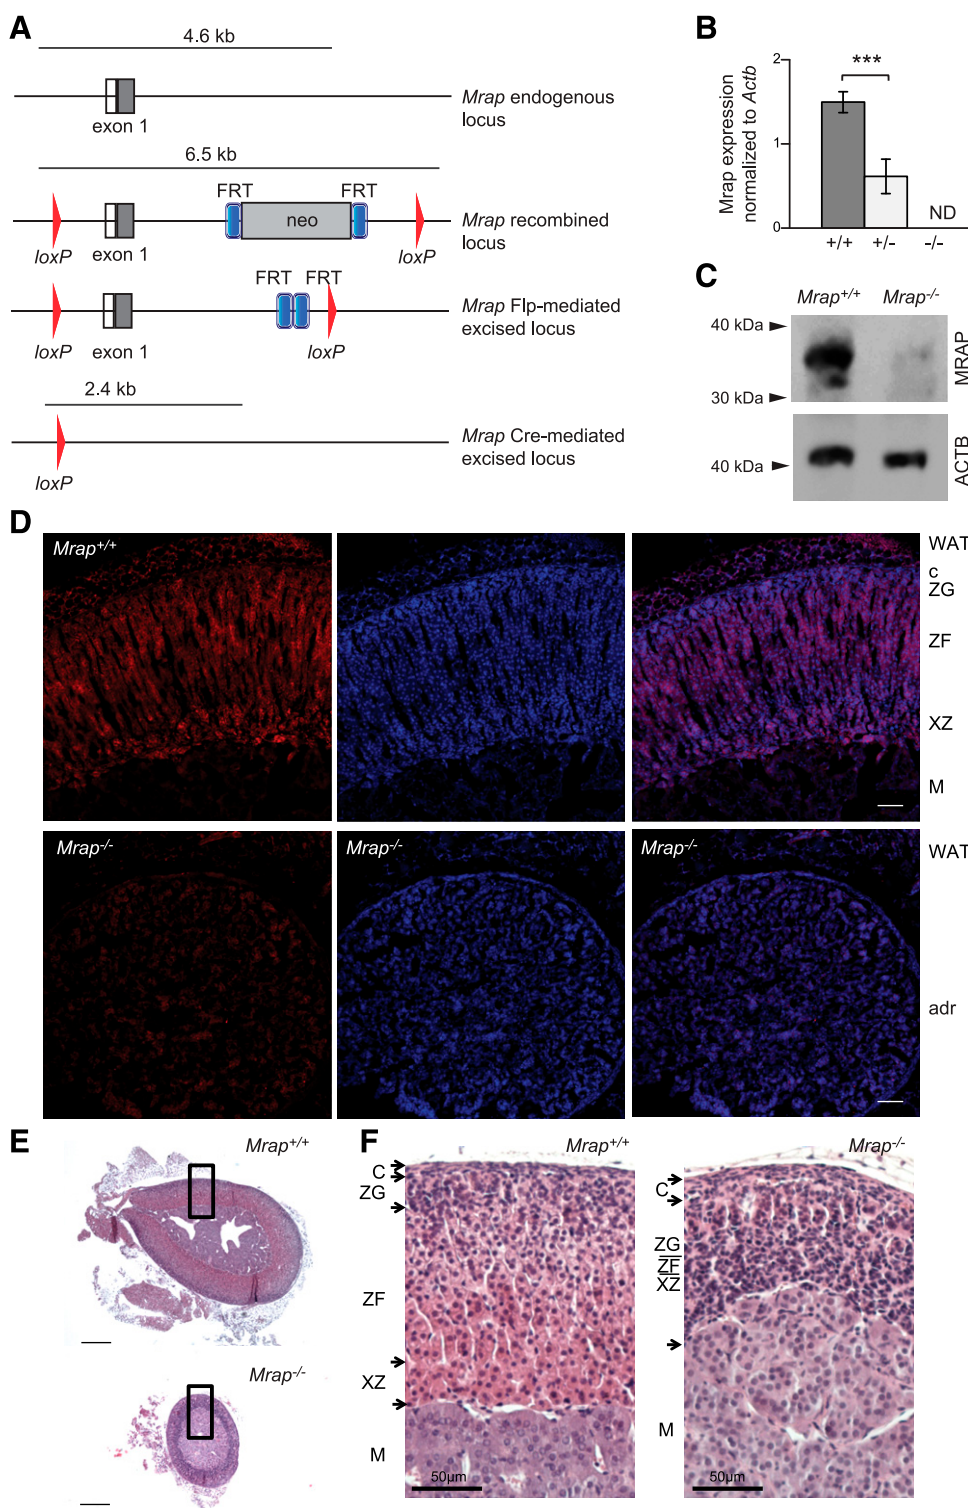 A
4.6 kb
exon 1
Mrap endogenous
locus
6.5 kb
FRT
FRT
neo
loxP
exon 1
loxP
Mrap recombined
locus
FRT
FRT
loxP
exon 1
loxP
Mrap Flp-mediated
excised locus
2.4 kb
loxP
Mrap Cre-mediated
excised locus
B
Mrap expression
normalized to Actb
2
1
0
***
ND
+/+
+/-
-/-
C
Mrap+/+
Mrap-/-
40 kDa
30 kDa
MRAP
40 kDa
ACTB
D
Mrap+/+
WAT
c
ZG
ZF
XZ
M
Mrap-/-
Mrap-/-
Mrap-/-
WAT
adr
E
Mrap+/+
Mrap-/-
F
Mrap+/+
C
ZG
ZF
XZ
M
50µm
Mrap-/-
C
ZG
ZF
XZ
M
50µm